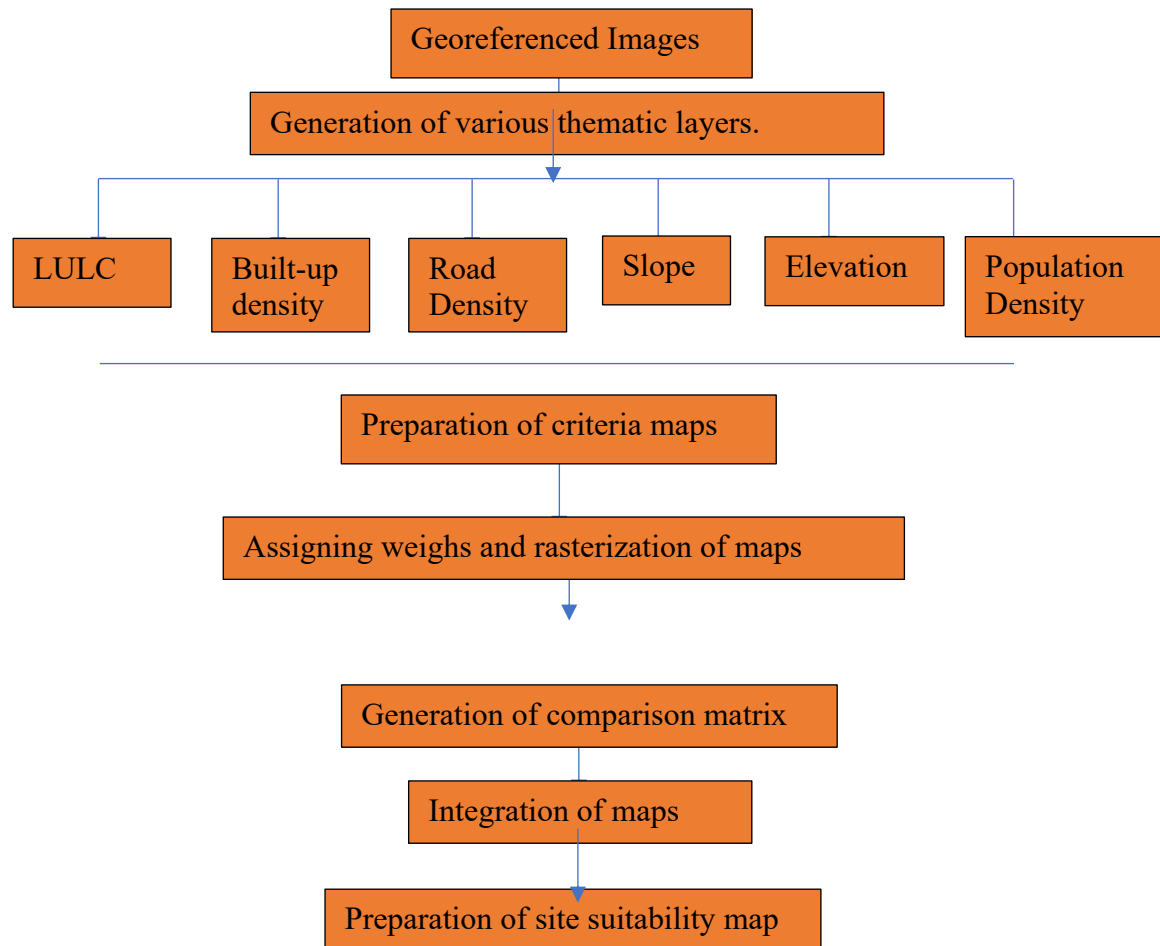 Georeferenced Images
Generation of various thematic layers.
LULC
Built-up
density
Road
Density
Slope
Elevation
Population
Density
Preparation of criteria maps
Assigning weighs and rasterization of maps
Generation of comparison matrix
Integration of maps
Preparation of site suitability map